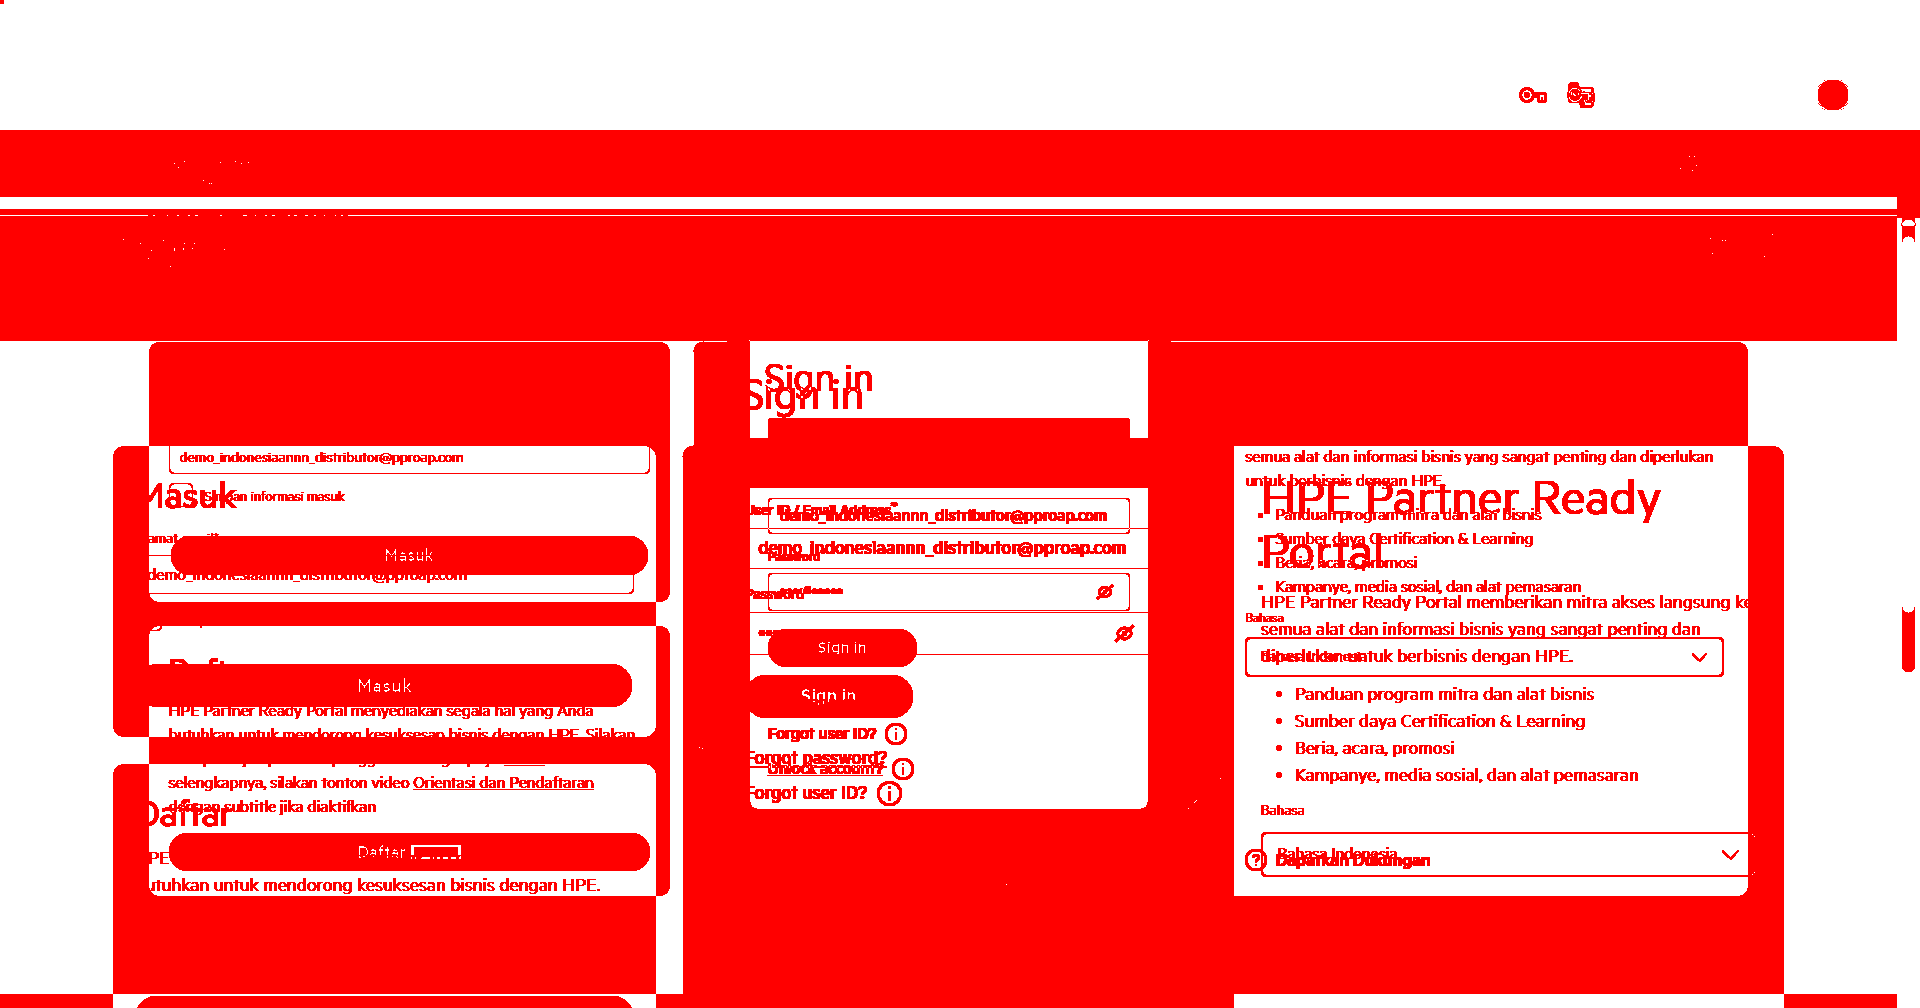 demo_indonesiaannn_distributor@pproap.com
Masuk
Simpan informasi masuk
Masuk
demo_indonesiaannn_distributor@pproap.com
Masuk
HPE Partner Ready Portal menyediakan segala hal yang Anda
butuhkan untuk mendorong kesuksesan bisnis dengan HPE. Silakan
selengkapnya, silakan tonton video Orientasi dan Pendaftaran
dengan subtitle jika diaktifkan
Daftar
Daftar
utuhkan untuk mendorong kesuksesan bisnis dengan HPE.
Sign in
Sign in
User ID / Email Address*
demo_indonesiaannn_distributor@pproap.com
demo_indonesiaannn_distributor@pproap.com
Password
Password
Sign in
Sign in
Forgot user ID?
Forgot password?
Unlock account?
Forgot user ID?
semua alat dan informasi bisnis yang sangat penting dan diperlukan
untuk berbisnis dengan HPE.
HPE Partner Ready
Portal
Panduan program mitra dan alat bisnis
Sumber daya Certification & Learning
Beria, acara, promosi
Kampanye, media sosial, dan alat pemasaran
HPE Partner Ready Portal memberikan mitra akses langsung ke
Bahasa
semua alat dan informasi bisnis yang sangat penting dan
diperlukan untuk berbisnis dengan HPE.
Panduan program mitra dan alat bisnis
Sumber daya Certification & Learning
Beria, acara, promosi
Kampanye, media sosial, dan alat pemasaran
Bahasa
Bahasa Indonesia
Dapatkan Dukungan